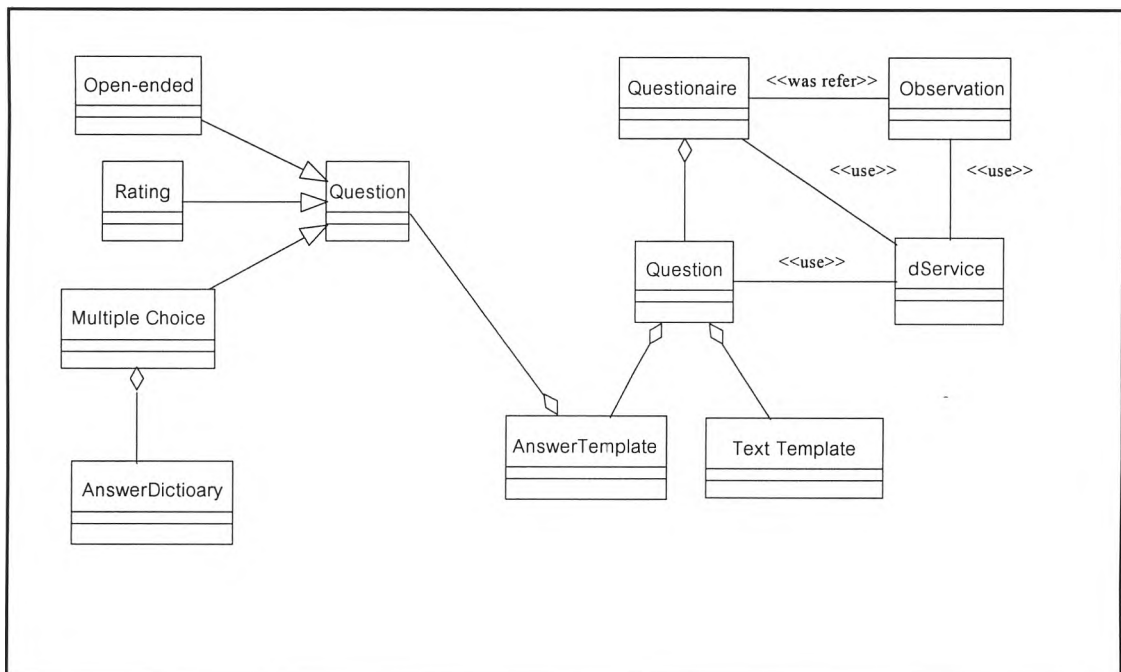 Open-ended
Questionaire
<<was refer>>
Observation
Rating
Question
<<use>>
<<use>>
Question
<<use>>
dService
Multiple Choice
AnswerTemplate
Text Template
AnswerDictioary